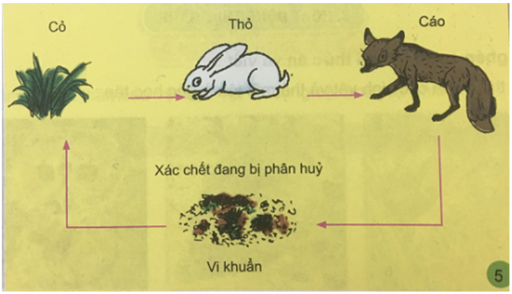 Cỏ
Thỏ
Cáo
Xác chết đang bị phân huỷ
Vi khuẩn
5